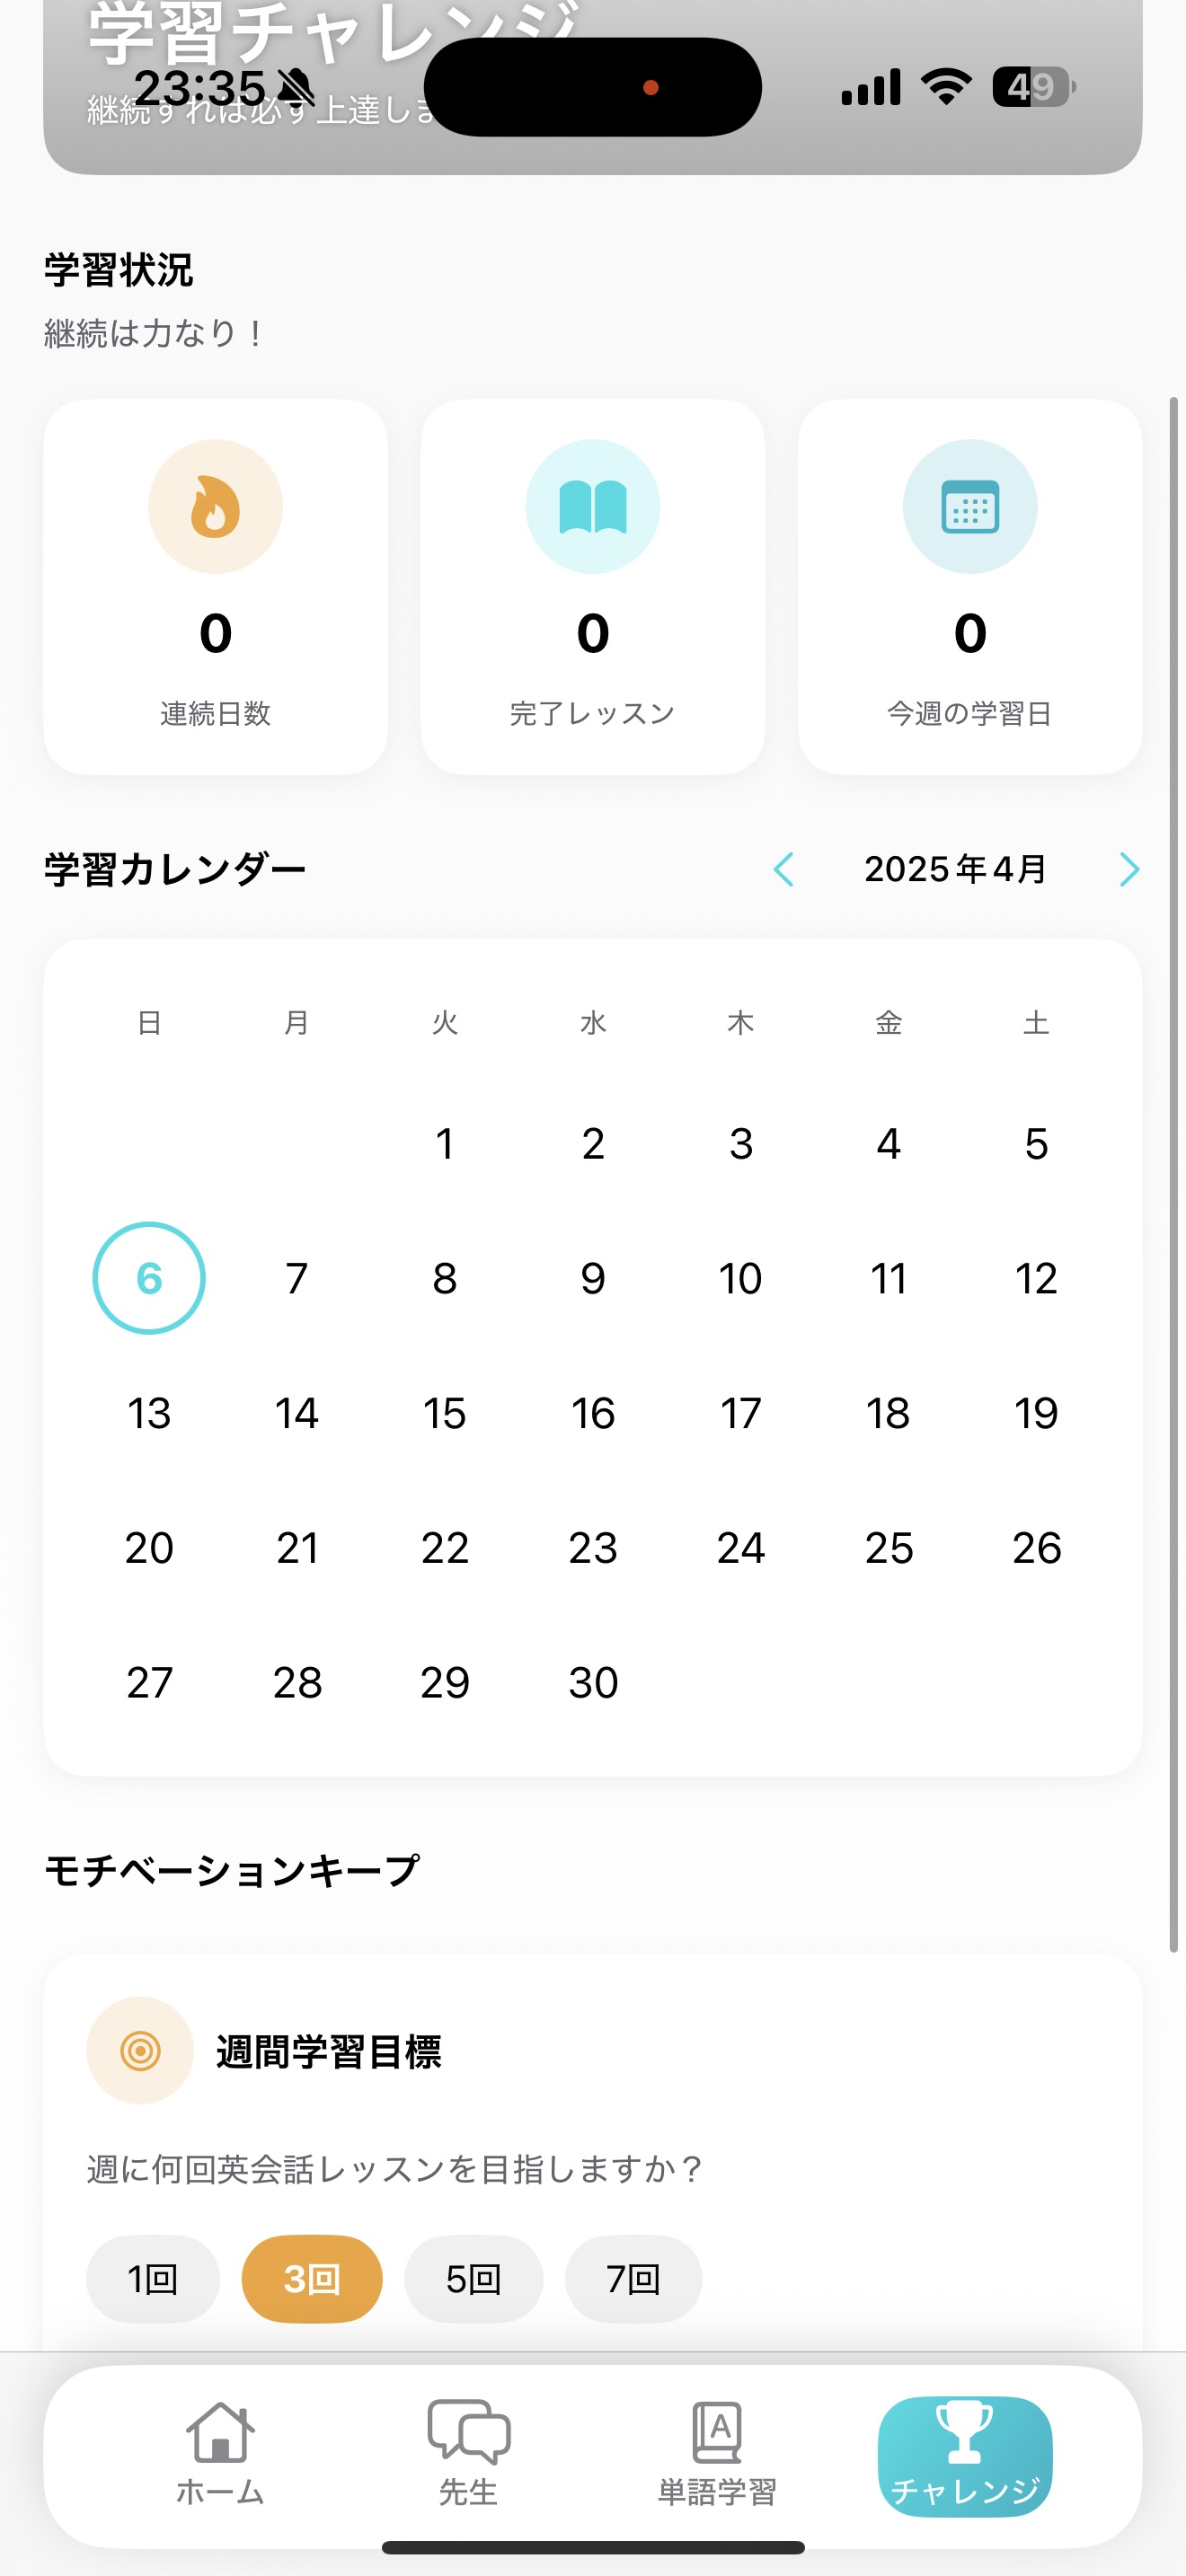 学習チャレンジ
23:35
49
継続すれば必ず上達しま
学習状況
継続は力なり！
0
0
0
連続日数
完了レッスン
今週の学習日
学習カレンダー
2025年4月
日 月 火 水 木 金 土
1 2 3 4 5
6 7 8 9 10 11 12
13 14 15 16 17 18 19
20 21 22 23 24 25 26
27 28 29 30
モチベーションキープ
週間学習目標
週に何回英会話レッスンを目指しますか？
1回 3回 5回 7回
A
ホーム 先生 単語学習 チャレンジ